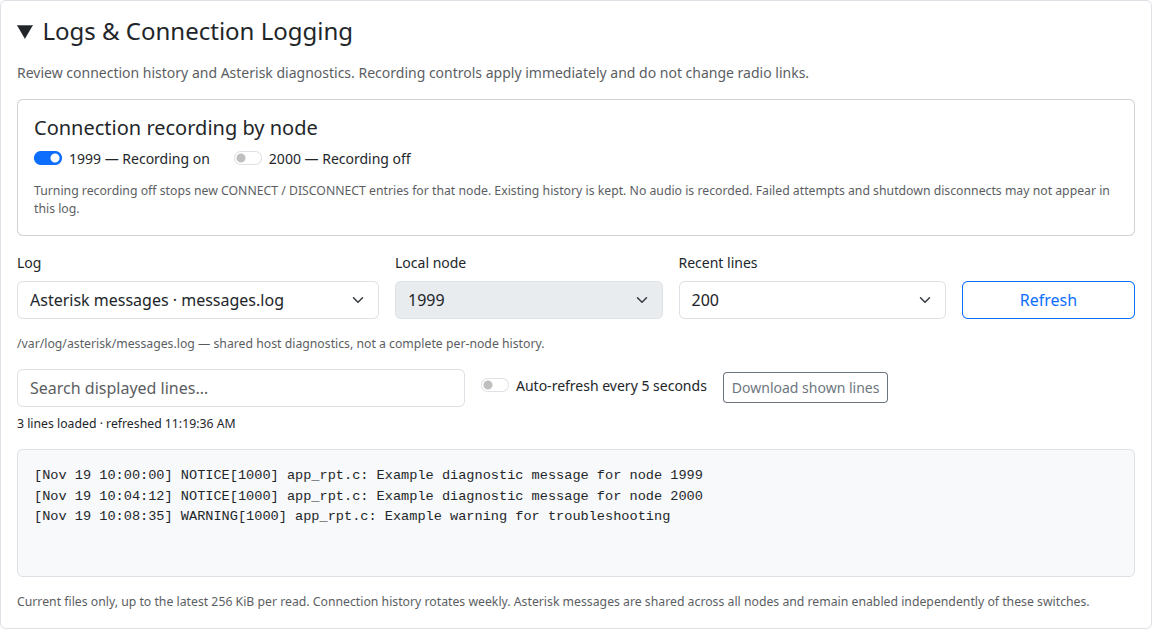 Logs & Connection Logging
Review connection history and Asterisk diagnostics. Recording controls apply immediately and do not change radio links.
Connection recording by node
1999 — Recording on
2000 — Recording off
Turning recording off stops new CONNECT / DISCONNECT entries for that node. Existing history is kept. No audio is recorded. Failed attempts and shutdown disconnects may not appear in
this log.
Log
Local node
Recent lines
Asterisk messages · messages.log
1999
200
Refresh
/var/log/asterisk/messages.log — shared host diagnostics, not a complete per-node history.
Search displayed lines...
Auto-refresh every 5 seconds
Download shown lines
3 lines loaded · refreshed 11:19:36 AM
[Nov 19 10:00:00] NOTICE[1000] app_rpt.c: Example diagnostic message for node 1999
[Nov 19 10:04:12] NOTICE[1000] app_rpt.c: Example diagnostic message for node 2000
[Nov 19 10:08:35] WARNING[1000] app_rpt.c: Example warning for troubleshooting
Current files only, up to the latest 256 KiB per read. Connection history rotates weekly. Asterisk messages are shared across all nodes and remain enabled independently of these switches.